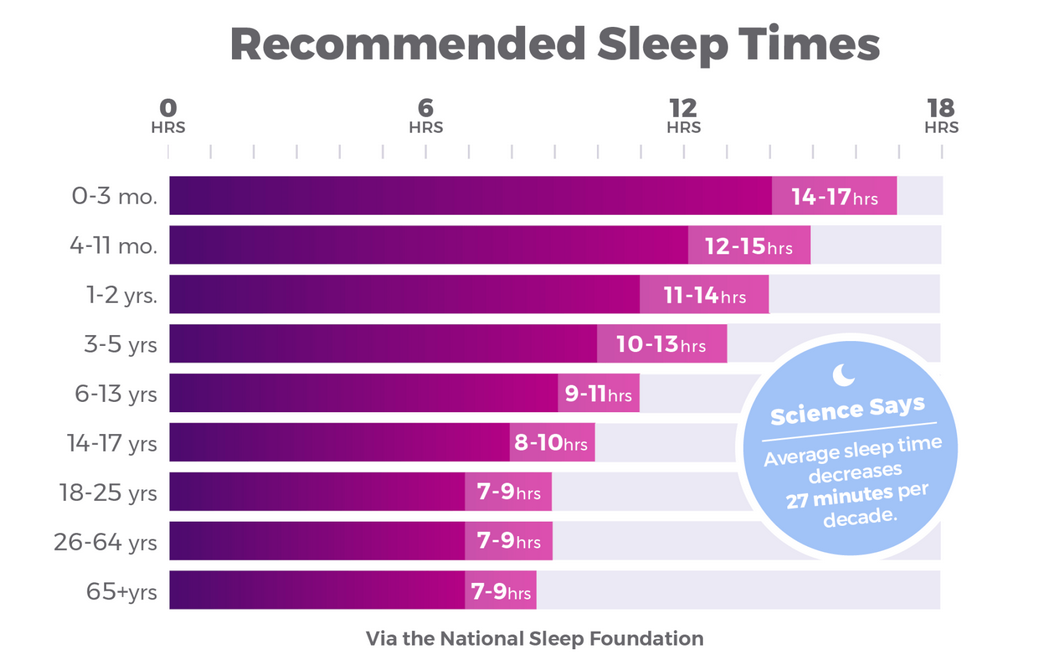 Recommended Sleep Times
0 6 12 18
HRS HRS HRS HRS
0-3 mo. 14-17hrs
4-11 mo. 12-15hrs
1-2 yrs. 11-14hrs
3-5 yrs 10-13hrs
6-13 yrs 9-11hrs
14-17 yrs 8-10hrs
18-25 yrs 7-9hrs
26-64 yrs 7-9hrs
65+yrs 7-9hrs
Science Says
Average sleep time
decreases
27 minutes per
decade.
Via the National Sleep Foundation